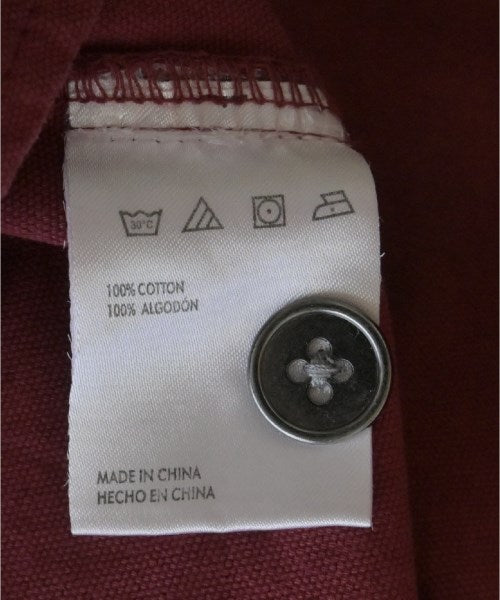 30°C
100% COTTON
100% ALGODÓN
MADE IN CHINA
HECHO EN CHINA